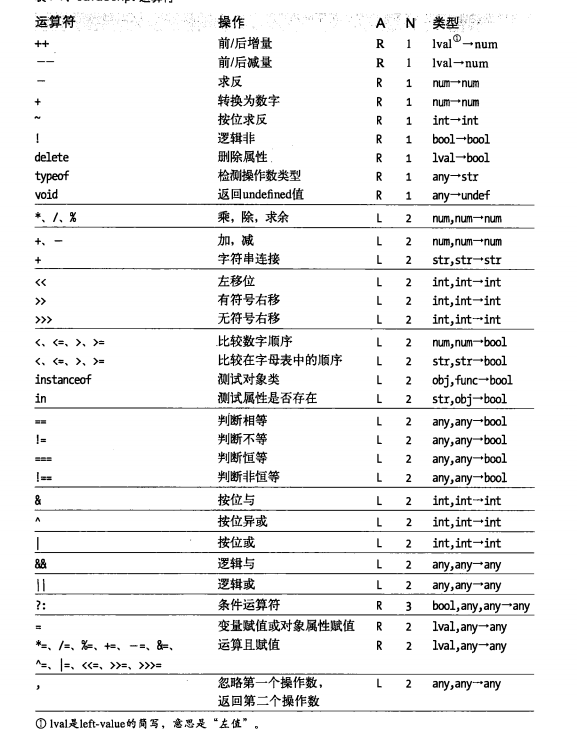 JavaScript 运算符
运算符 操作 A N 类型
++ 前/后增量 R 1 lval①→num
-- 前/后减量 R 1 lval→num
- 求反 R 1 num→num
+ 转换为数字 R 1 num→num
~ 按位求反 R 1 int→int
! 逻辑非 R 1 bool→bool
delete 删除属性 R 1 lval→bool
typeof 检测操作数类型 R 1 any→str
void 返回undefined值 R 1 any→undef
*、/、% 乘,除,求余 L 2 num,num→num
+、- 加,减 L 2 num,num→num
+ 字符串连接 L 2 str,str→str
<< 左移位 L 2 int,int→int
>> 有符号右移 L 2 int,int→int
>>> 无符号右移 L 2 int,int→int
<、<=、>、>= 比较数字顺序 L 2 num,num→bool
<、<=、>、>= 比较在字母表中的顺序 L 2 str,str→bool
instanceof 测试对象类 L 2 obj,func→bool
in 测试属性是否存在 L 2 str,obj→bool
== 判断相等 L 2 any,any→bool
!= 判断不等 L 2 any,any→bool
=== 判断恒等 L 2 any,any→bool
!== 判断非恒等 L 2 any,any→bool
& 按位与 L 2 int,int→int
^ 按位异或 L 2 int,int→int
| 按位或 L 2 int,int→int
&& 逻辑与 L 2 any,any→any
|| 逻辑或 L 2 any,any→any
?: 条件运算符 R 3 bool,any,any→any
= 变量赋值或对象属性赋值 R 2 lval,any→any
*=、/=、%=、+=、-=、&=、 运算且赋值 R 2 lval,any→any
^=、|=、<<=、>>=、>>>=
, 忽略第一个操作数, L 2 any,any→any
返回第二个操作数
① lval是left-value的简写,意思是“左值”。